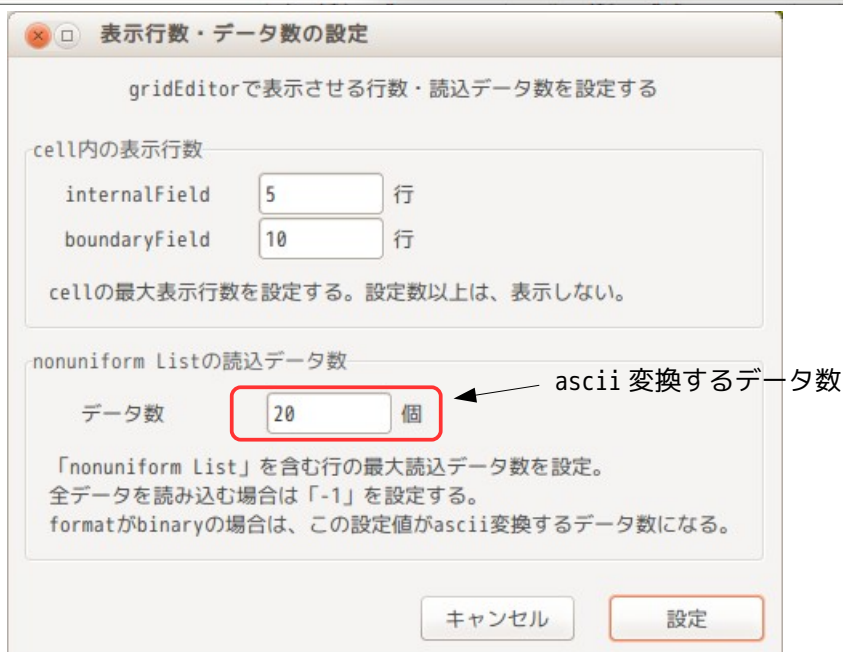 表示行数・データ数の設定
gridEditorで表示させる行数・読込データ数を設定する
cell内の表示行数
internalField 5 行
boundaryField 10 行
cellの最大表示行数を設定する。設定数以上は、表示しない。
nonuniform Listの読込データ数
データ数 20 個
ascii 変換するデータ数
「nonuniform List」を含む行の最大読込データ数を設定。
全データを読み込む場合は「-1」を設定する。
formatがbinaryの場合は、この設定値がascii変換するデータ数になる。
キャンセル 設定